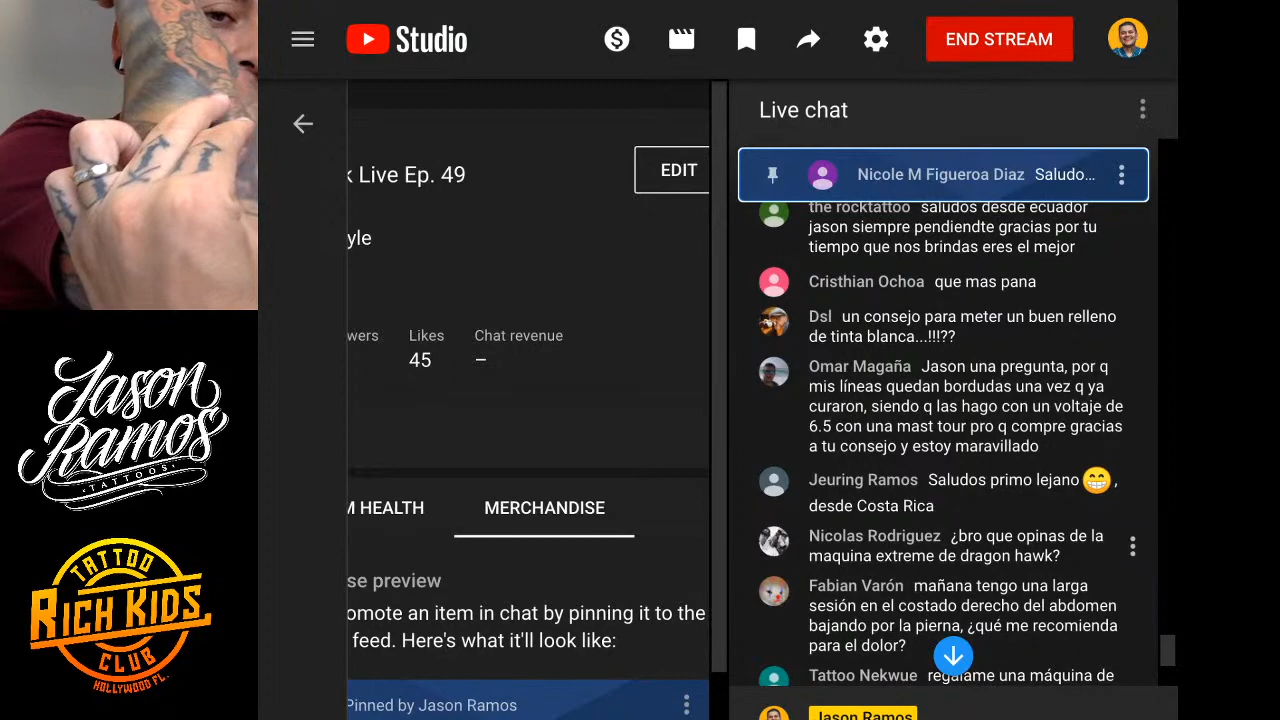 Studio
END STREAM
k Live Ep. 49
EDIT
yle
wers
Likes
Chat revenue
45
–
M HEALTH
MERCHANDISE
se preview
omote an item in chat by pinning it to the
feed. Here's what it'll look like:
Pinned by Jason Ramos
Live chat
Nicole M Figueroa Diaz Saludo...
the rocktattoo saludos desde ecuador
jason siempre pendiendte gracias por tu
tiempo que nos brindas eres el mejor
Cristhian Ochoa que mas pana
Dsl un consejo para meter un buen relleno
de tinta blanca...!!!??
Omar Magaña Jason una pregunta, por q
mis líneas quedan bordudas una vez q ya
curaron, siendo q las hago con un voltaje de
6.5 con una mast tour pro q compre gracias
a tu consejo y estoy maravillado
Jeuring Ramos Saludos primo lejano😁,
desde Costa Rica
Nicolas Rodriguez ¿bro que opinas de la
maquina extreme de dragon hawk?
Fabian Varón mañana tengo una larga
sesión en el costado derecho del abdomen
bajando por la pierna, ¿qué me recomienda
para el dolor?
Tattoo Nekwue regálame una máquina de
Jason Ramos
Jason
Ramos
TATTOOS
TATTOO
RICH KIDS
CLUB
HOLLYWOOD FL.